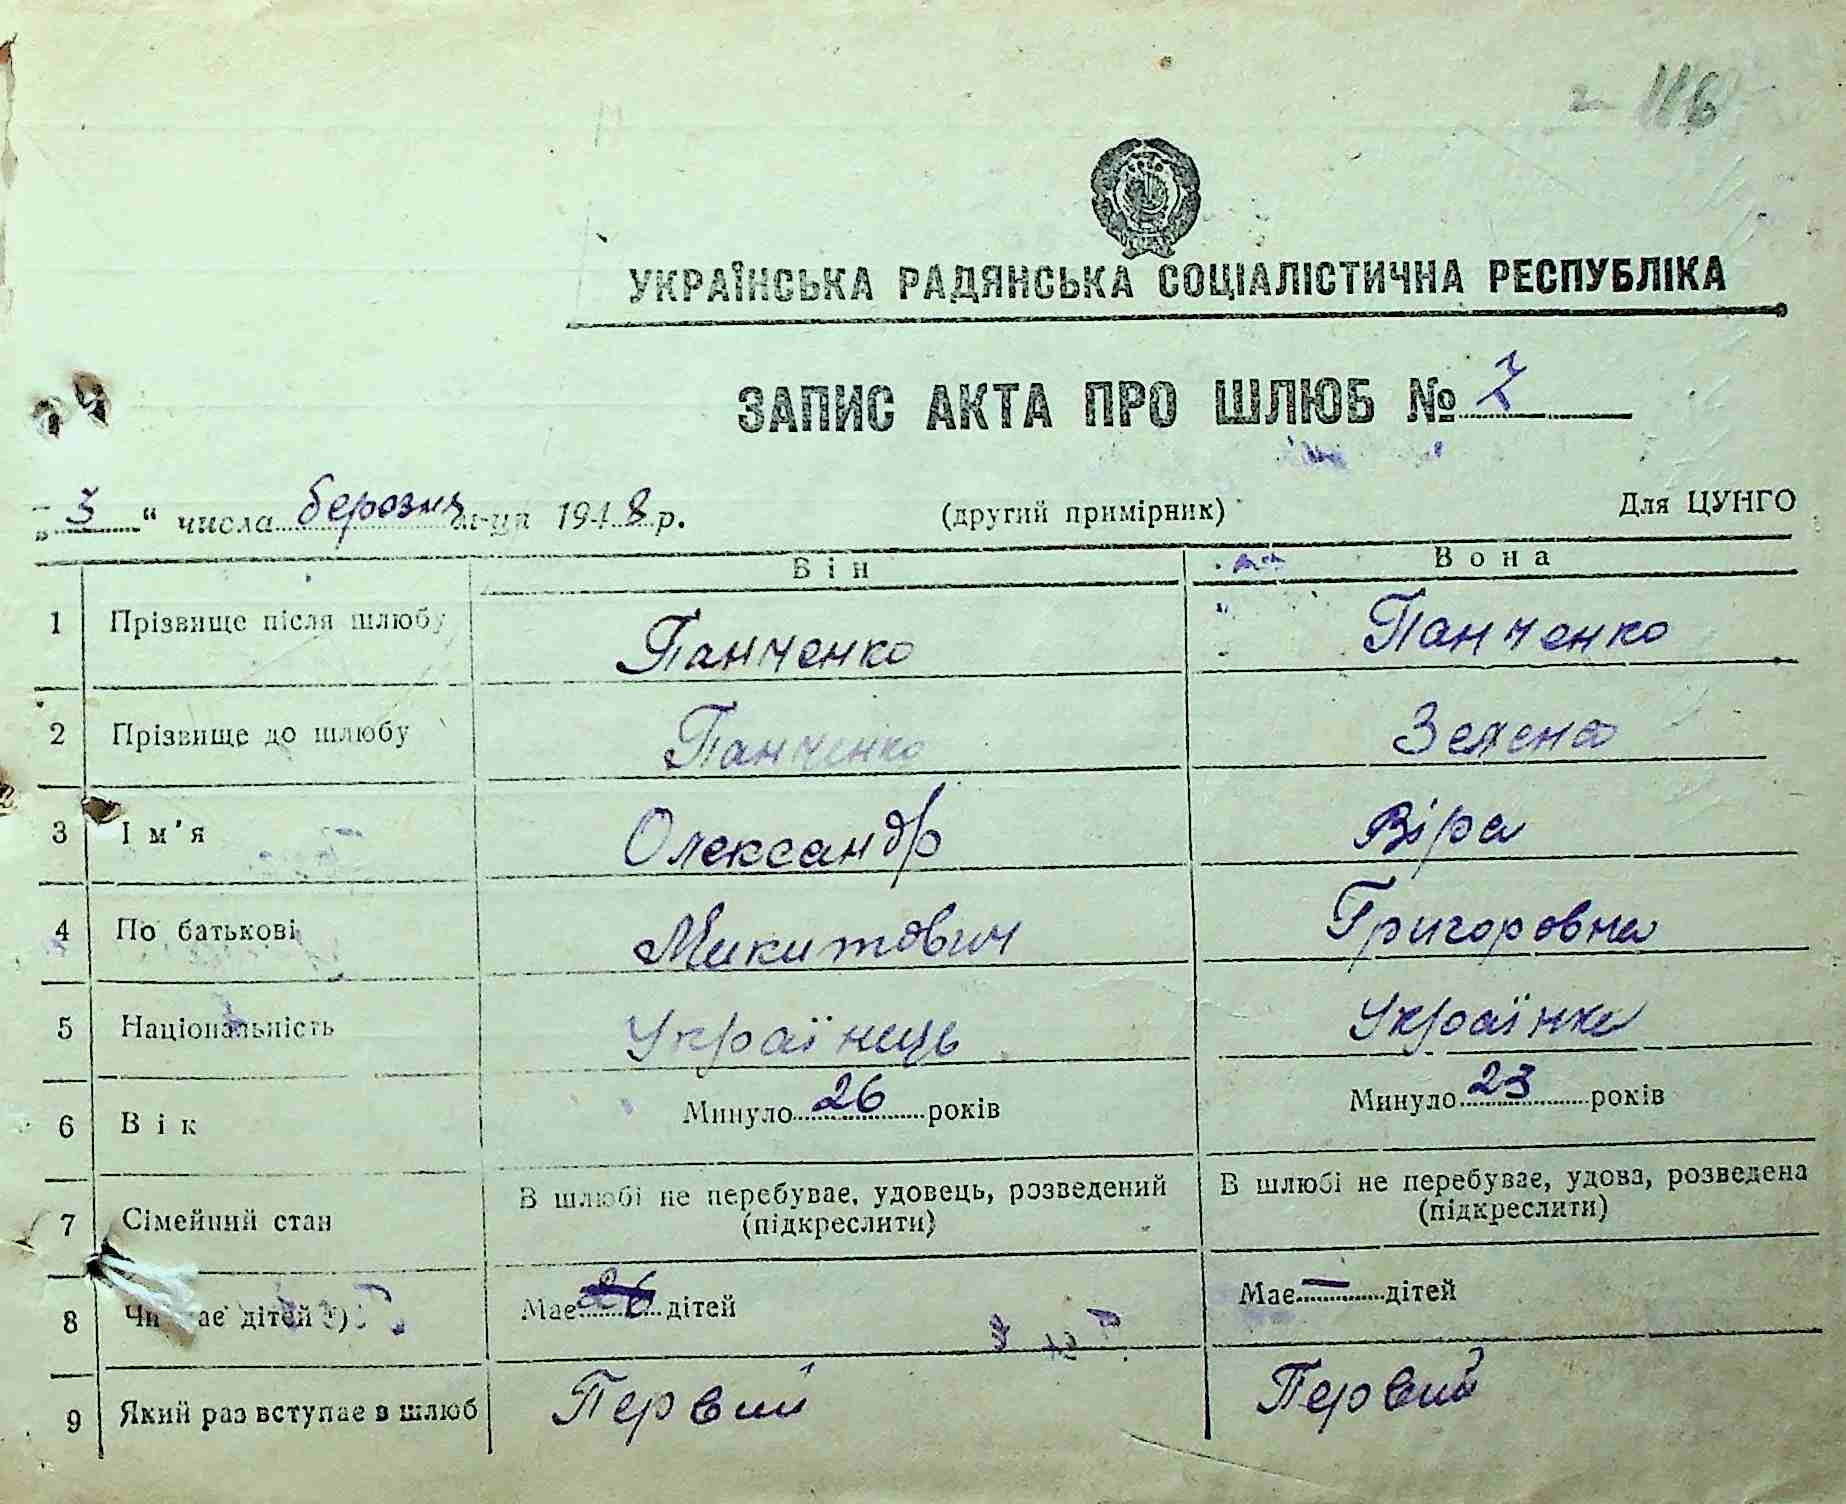 116
УКРАЇНСЬКА РАДЯНСЬКА СОЦІАЛІСТИЧНА РЕСПУБЛІКА
ЗАПИС АКТА ПРО ШЛЮБ № 7
„3“ числа березня м-ця 1948 р. (другий примірник) Для ЦУНГО
Він Вона
1 Прізвище після шлюбу Панченко Панченко
2 Прізвище до шлюбу Панченко Зелена
3 Ім'я Олександр Віра
4 По батькові Микитович Григоровна
5 Національність Українець Українка
6 Вік Минуло 26 років Минуло 23 років
7 Сімейний стан В шлюбі не перебуває, удовець, розведений (підкреслити) В шлюбі не перебуває, удова, розведена (підкреслити)
8 Чи має дітей Має 26 дітей Має — дітей
9 Який раз вступає в шлюб Первий Первий